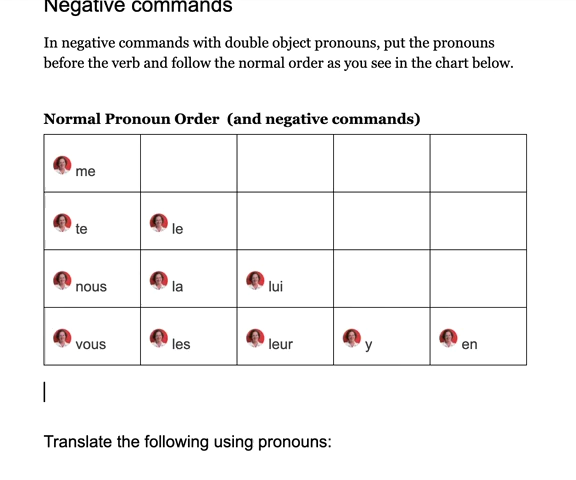 Negative commands
In negative commands with double object pronouns, put the pronouns
before the verb and follow the normal order as you see in the chart below.
Normal Pronoun Order (and negative commands)
me
te le
nous la lui
vous les leur y en
Translate the following using pronouns: